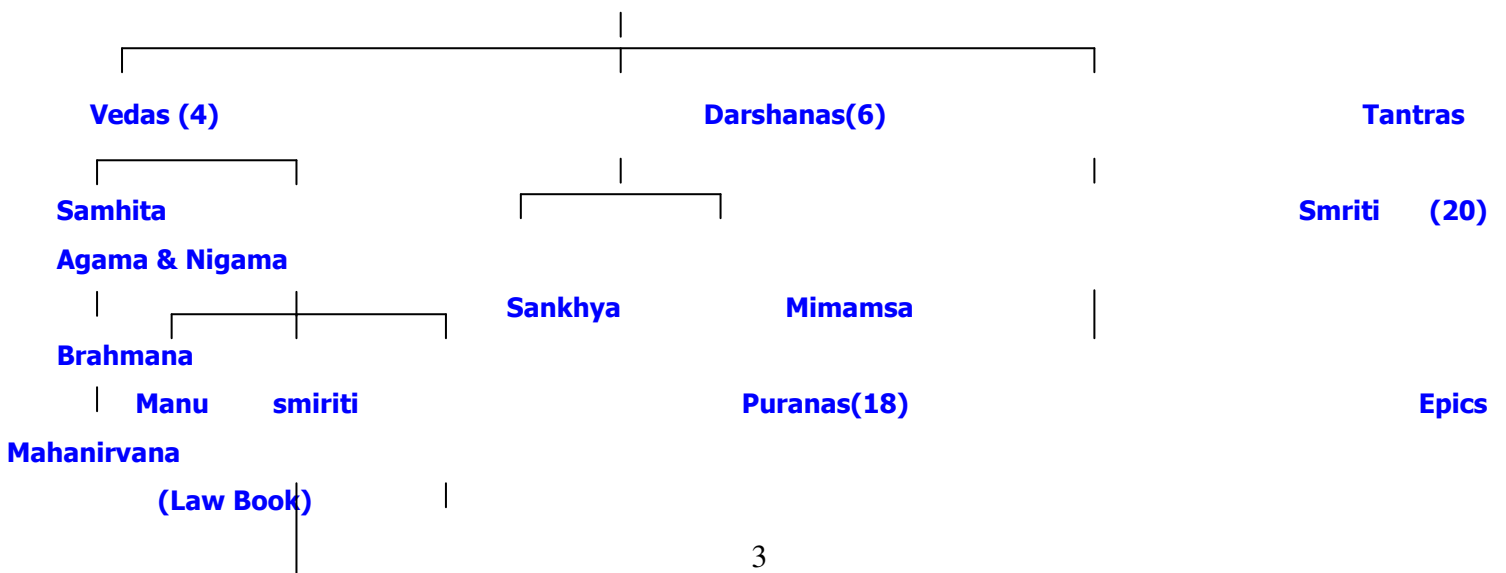 Vedas (4) Darshanas(6) Tantras
Samhita Smriti (20)
Agama & Nigama
Sankhya Mimamsa
Brahmana
Manu smiriti Puranas(18) Epics
Mahanirvana
(Law Book)
3